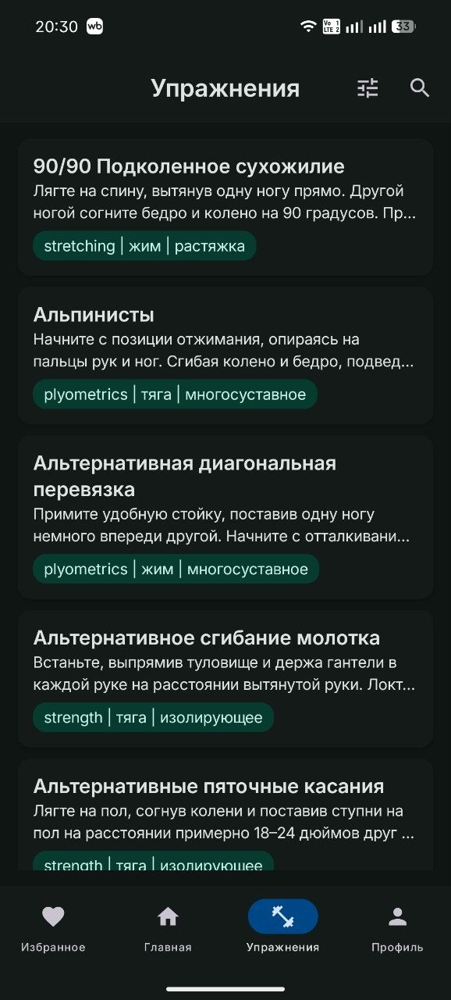 20:30 wb Vo 1 LTE 2 33
Упражнения
90/90 Подколенное сухожилие
Лягте на спину, вытянув одну ногу прямо. Другой
ногой согните бедро и колено на 90 градусов. Пр...
stretching | жим | растяжка
Альпинисты
Начните с позиции отжимания, опираясь на
пальцы рук и ног. Сгибая колено и бедро, подвед...
plyometrics | тяга | многосуставное
Альтернативная диагональная
перевязка
Примите удобную стойку, поставив одну ногу
немного впереди другой. Начните с отталкивани...
plyometrics | жим | многосуставное
Альтернативное сгибание молотка
Встаньте, выпрямив туловище и держа гантели в
каждой руке на расстоянии вытянутой руки. Локт...
strength | тяга | изолирующее
Альтернативные пяточные касания
Лягте на пол, согнув колени и поставив ступни на
пол на расстоянии примерно 18–24 дюймов друг ...
strength | тяга | изолирующее
Избранное Главная Упражнения Профиль